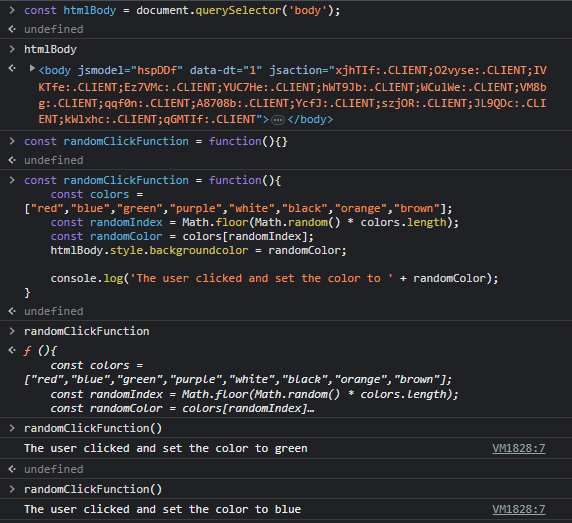 const htmlBody = document.querySelector('body');
undefined
htmlBody
<body jsmodel="hspDDf" data-dt="1" jsaction="xjhTIf:.CLIENT;O2vyse:.CLIENT;IV
KTfe:.CLIENT;Ez7VMc:.CLIENT;YUC7He:.CLIENT;hWT9Jb:.CLIENT;WCulWe:.CLIENT;VM8b
g:.CLIENT;qqf0n:.CLIENT;A8708b:.CLIENT;YcfJ:.CLIENT;szjOR:.CLIENT;JL9QDc:.CLI
ENT;kWlxhc:.CLIENT;qGMTIf:.CLIENT">…</body>
const randomClickFunction = function(){}
undefined
const randomClickFunction = function(){
const colors =
["red","blue","green","purple","white","black","orange","brown"];
const randomIndex = Math.floor(Math.random() * colors.length);
const randomColor = colors[randomIndex];
htmlBody.style.backgroundcolor = randomColor;
console.log('The user clicked and set the color to ' + randomColor);
}
undefined
randomClickFunction
ƒ (){
const colors =
["red","blue","green","purple","white","black","orange","brown"];
const randomIndex = Math.floor(Math.random() * colors.length);
const randomColor = colors[randomIndex]…
randomClickFunction()
The user clicked and set the color to green VM1828:7
undefined
randomClickFunction()
The user clicked and set the color to blue VM1828:7